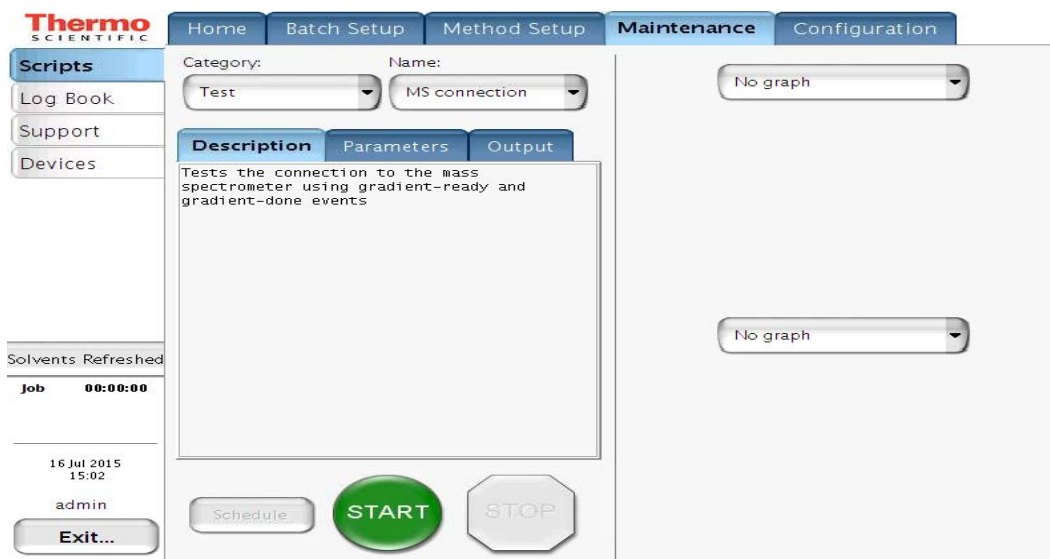 Thermo
SCIENTIFIC
Home
Batch Setup
Method Setup
Maintenance
Configuration
Scripts
Log Book
Support
Devices
Category:
Name:
Test
MS connection
No graph
Description
Parameters
Output
Tests the connection to the mass
spectrometer using gradient-ready and
gradient-done events
No graph
Solvents Refreshed
Job 00:00:00
16 Jul 2015
15:02
admin
Exit...
Schedule
START
STOP